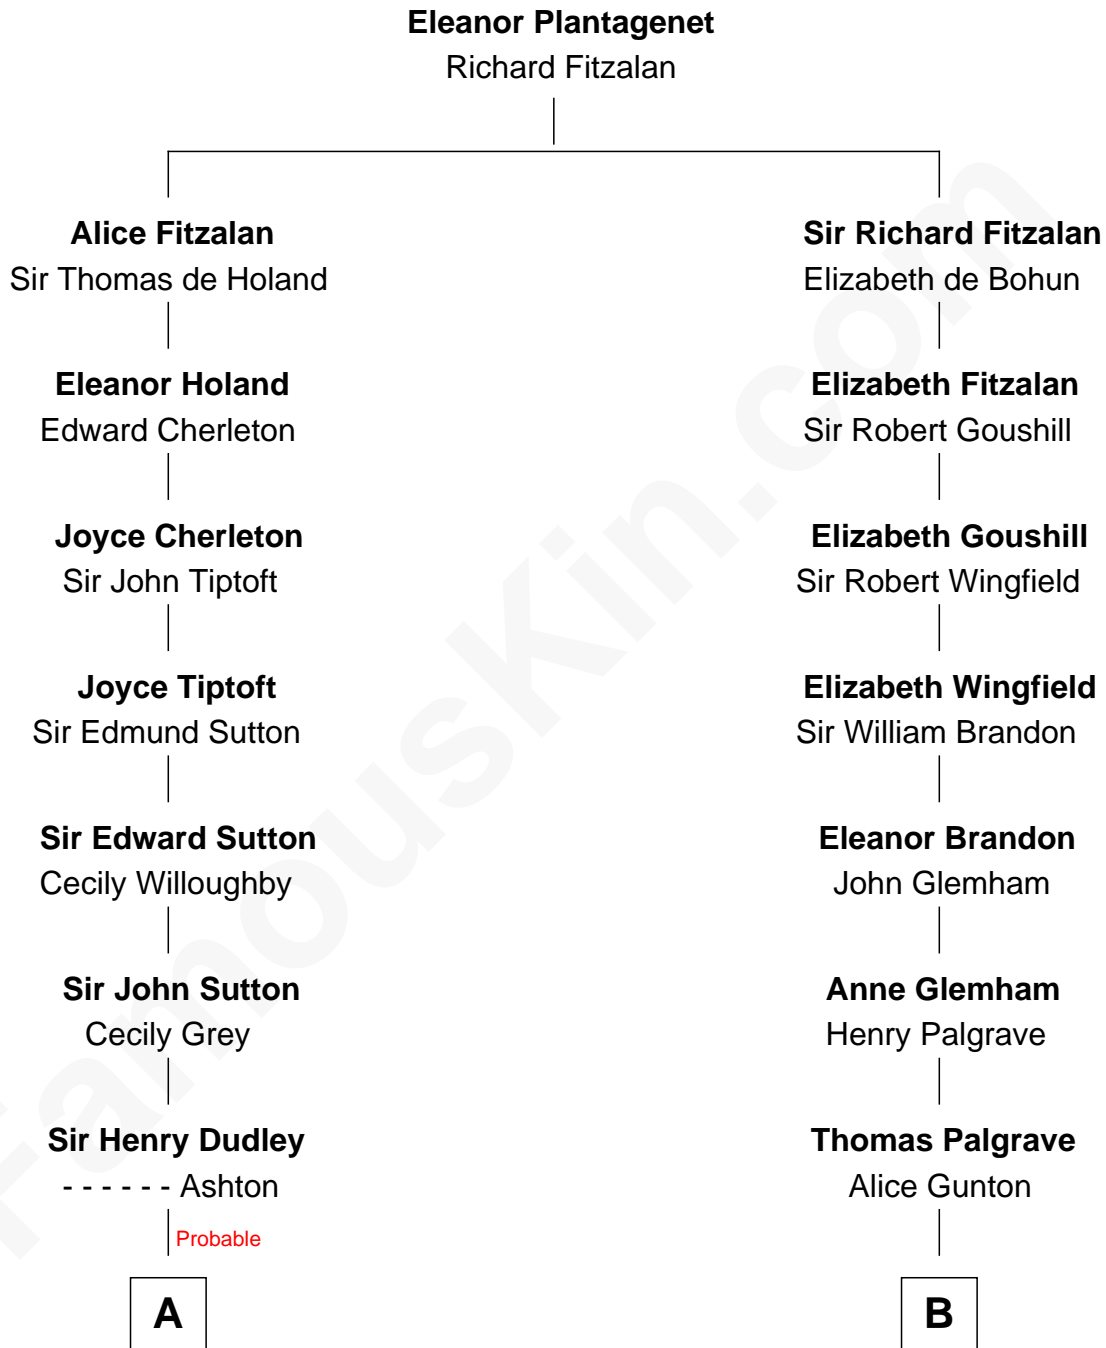 Eleanor Plantagenet
Richard Fitzalan
Alice Fitzalan
Sir Thomas de Holand
Eleanor Holand
Edward Cherleton
Joyce Cherleton
Sir John Tiptoft
Joyce Tiptoft
Sir Edmund Sutton
Sir Edward Sutton
Cecily Willoughby
Sir John Sutton
Cecily Grey
Sir Henry Dudley
- - - - - - Ashton
Probable
A
Sir Richard Fitzalan
Elizabeth de Bohun
Elizabeth Fitzalan
Sir Robert Goushill
Elizabeth Goushill
Sir Robert Wingfield
Elizabeth Wingfield
Sir William Brandon
Eleanor Brandon
John Glemham
Anne Glemham
Henry Palgrave
Thomas Palgrave
Alice Gunton
B
FamousKin.com